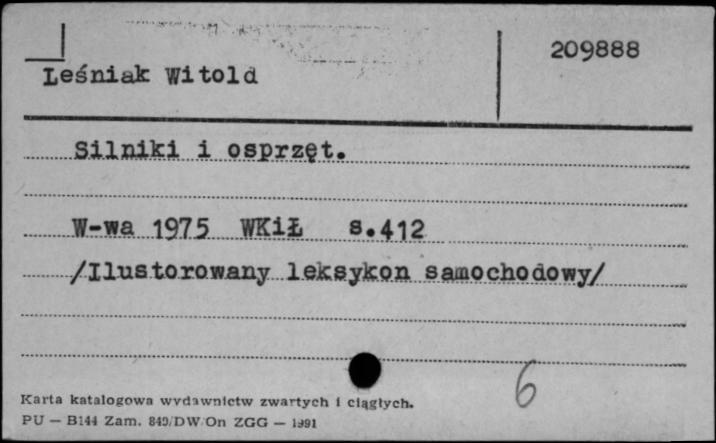 209888
Leśniak Witold
Silniki i osprzęt.
W-wa 1975 WKiŁ s.412
/Ilustorowany leksykon samochodowy/
6
Karta katalogowa wydawnictw zwartych i ciągłych.
PU — B144 Zam. 849/DW/On ZGG — 1991